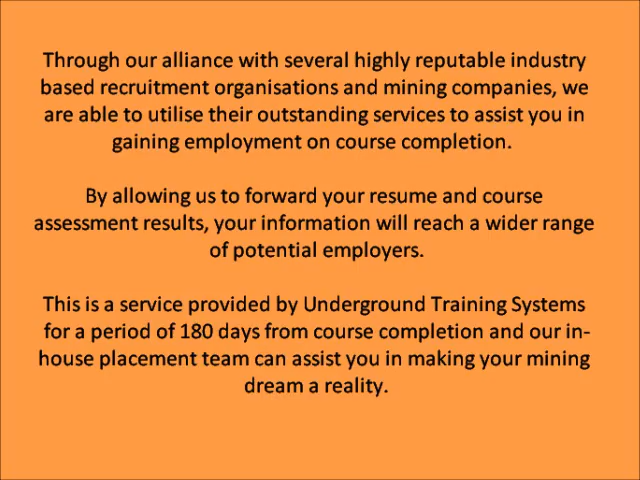 Through our alliance with several highly reputable industry
based recruitment organisations and mining companies, we
are able to utilise their outstanding services to assist you in
gaining employment on course completion.
By allowing us to forward your resume and course
assessment results, your information will reach a wider range
of potential employers.
This is a service provided by Underground Training Systems
for a period of 180 days from course completion and our in-
house placement team can assist you in making your mining
dream a reality.